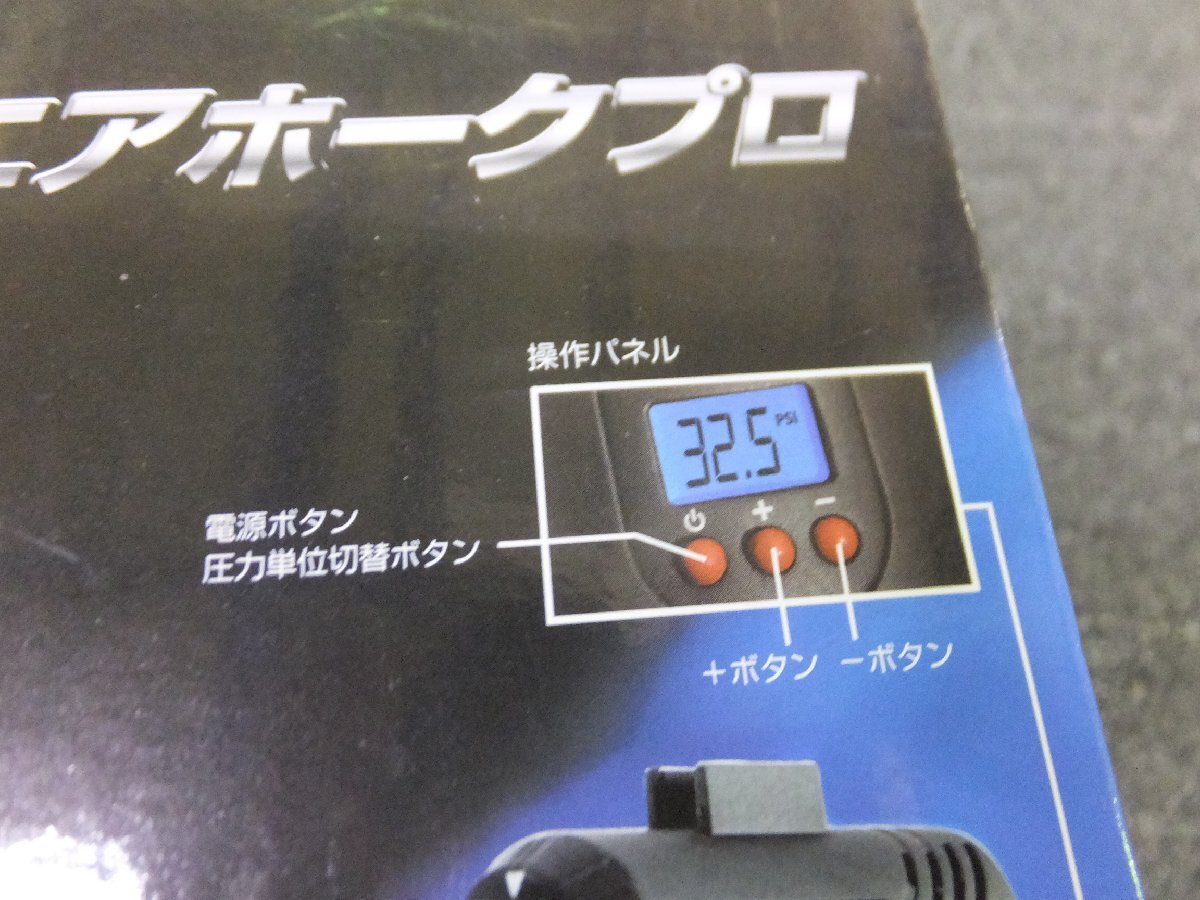 エアホークプロ
操作パネル
32.5 PSI
+ −
電源ボタン
圧力単位切替ボタン
+ボタン −ボタン